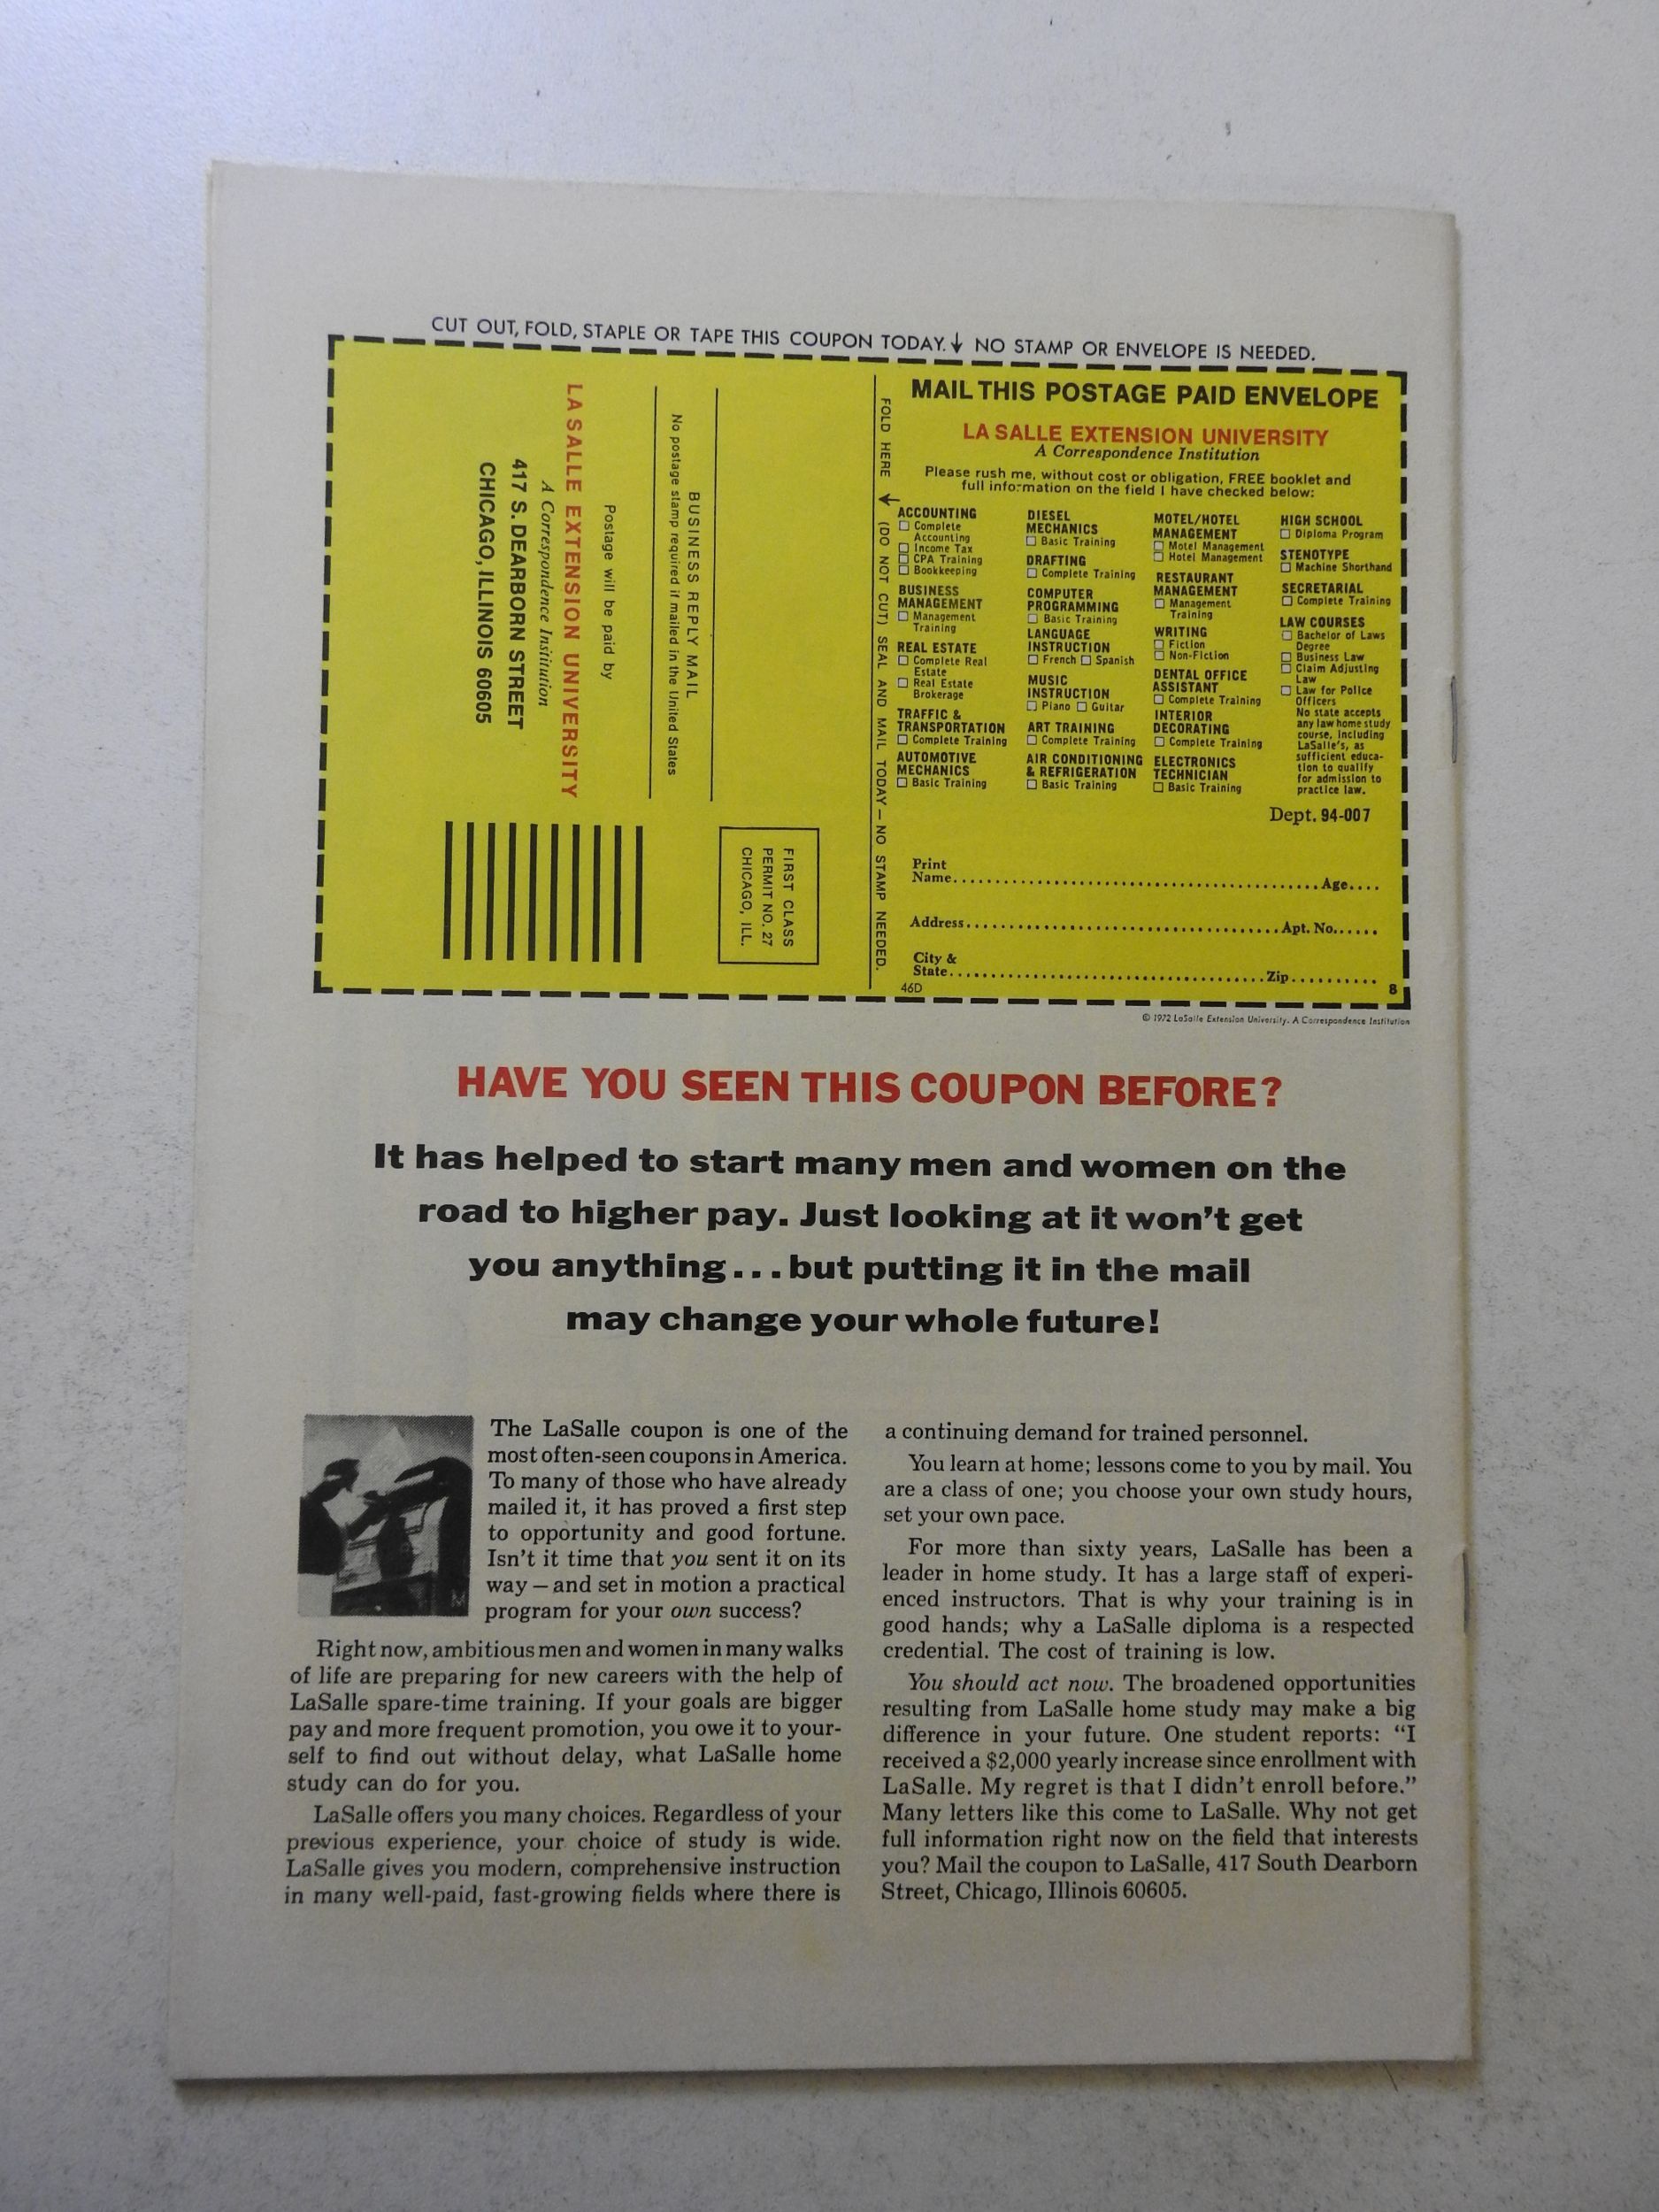 CUT OUT, FOLD, STAPLE OR TAPE THIS COUPON TODAY.↓ NO STAMP OR ENVELOPE IS NEEDED.
LA SALLE EXTENSION UNIVERSITY
A Correspondence Institution
417 S. DEARBORN STREET
CHICAGO, ILLINOIS 60605
Postage will be paid by
BUSINESS REPLY MAIL
No postage stamp required if mailed in the United States
FIRST CLASS
PERMIT NO. 27
CHICAGO, ILL.
FOLD HERE → (DO NOT CUT) SEAL AND MAIL TODAY — NO STAMP NEEDED.
MAIL THIS POSTAGE PAID ENVELOPE
LA SALLE EXTENSION UNIVERSITY
A Correspondence Institution
Please rush me, without cost or obligation, FREE booklet and
full information on the field I have checked below:
ACCOUNTING
☐ Complete
Accounting
☐ Income Tax
☐ CPA Training
☐ Bookkeeping
BUSINESS
MANAGEMENT
☐ Management
Training
REAL ESTATE
☐ Complete Real
Estate
☐ Real Estate
Brokerage
TRAFFIC &
TRANSPORTATION
☐ Complete Training
AUTOMOTIVE
MECHANICS
☐ Basic Training
DIESEL
MECHANICS
☐ Basic Training
DRAFTING
☐ Complete Training
COMPUTER
PROGRAMMING
☐ Basic Training
LANGUAGE
INSTRUCTION
☐ French ☐ Spanish
MUSIC
INSTRUCTION
☐ Piano ☐ Guitar
ART TRAINING
☐ Complete Training
AIR CONDITIONING
& REFRIGERATION
☐ Basic Training
MOTEL/HOTEL
MANAGEMENT
☐ Motel Management
☐ Hotel Management
RESTAURANT
MANAGEMENT
☐ Management
Training
WRITING
☐ Fiction
☐ Non-Fiction
DENTAL OFFICE
ASSISTANT
☐ Complete Training
INTERIOR
DECORATING
☐ Complete Training
ELECTRONICS
TECHNICIAN
☐ Basic Training
HIGH SCHOOL
☐ Diploma Program
STENOTYPE
☐ Machine Shorthand
SECRETARIAL
☐ Complete Training
LAW COURSES
☐ Bachelor of Laws
Degree
☐ Business Law
☐ Claim Adjusting
Law
☐ Law for Police
Officers
No state accepts
any law home study
course, including
LaSalle's, as
sufficient educa-
tion to qualify
for admission to
practice law.
Dept. 94-007
Print
Name..........Age....
Address..........Apt. No......
City &
State..........Zip..........
46D 8
© 1972 LaSalle Extension University. A Correspondence Institution
HAVE YOU SEEN THIS COUPON BEFORE?
It has helped to start many men and women on the
road to higher pay. Just looking at it won't get
you anything...but putting it in the mail
may change your whole future!
The LaSalle coupon is one of the
most often-seen coupons in America.
To many of those who have already
mailed it, it has proved a first step
to opportunity and good fortune.
Isn't it time that you sent it on its
way — and set in motion a practical
program for your own success?
Right now, ambitious men and women in many walks
of life are preparing for new careers with the help of
LaSalle spare-time training. If your goals are bigger
pay and more frequent promotion, you owe it to your-
self to find out without delay, what LaSalle home
study can do for you.
LaSalle offers you many choices. Regardless of your
previous experience, your choice of study is wide.
LaSalle gives you modern, comprehensive instruction
in many well-paid, fast-growing fields where there is
a continuing demand for trained personnel.
You learn at home; lessons come to you by mail. You
are a class of one; you choose your own study hours,
set your own pace.
For more than sixty years, LaSalle has been a
leader in home study. It has a large staff of experi-
enced instructors. That is why your training is in
good hands; why a LaSalle diploma is a respected
credential. The cost of training is low.
You should act now. The broadened opportunities
resulting from LaSalle home study may make a big
difference in your future. One student reports: "I
received a $2,000 yearly increase since enrollment with
LaSalle. My regret is that I didn't enroll before."
Many letters like this come to LaSalle. Why not get
full information right now on the field that interests
you? Mail the coupon to LaSalle, 417 South Dearborn
Street, Chicago, Illinois 60605.